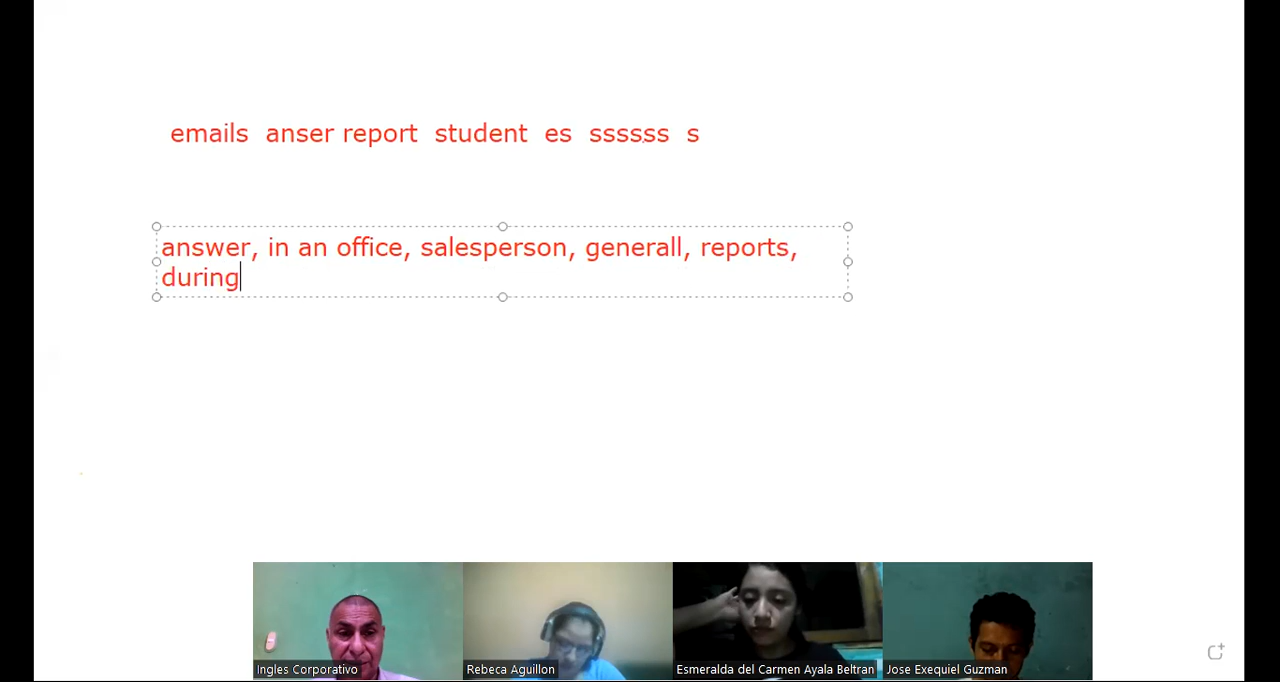 emails anser report student es ssssss s
answer, in an office, salesperson, generall, reports,
during
Ingles Corporativo
Rebeca Aguillon
Esmeralda del Carmen Ayala Beltran
Jose Exequiel Guzman